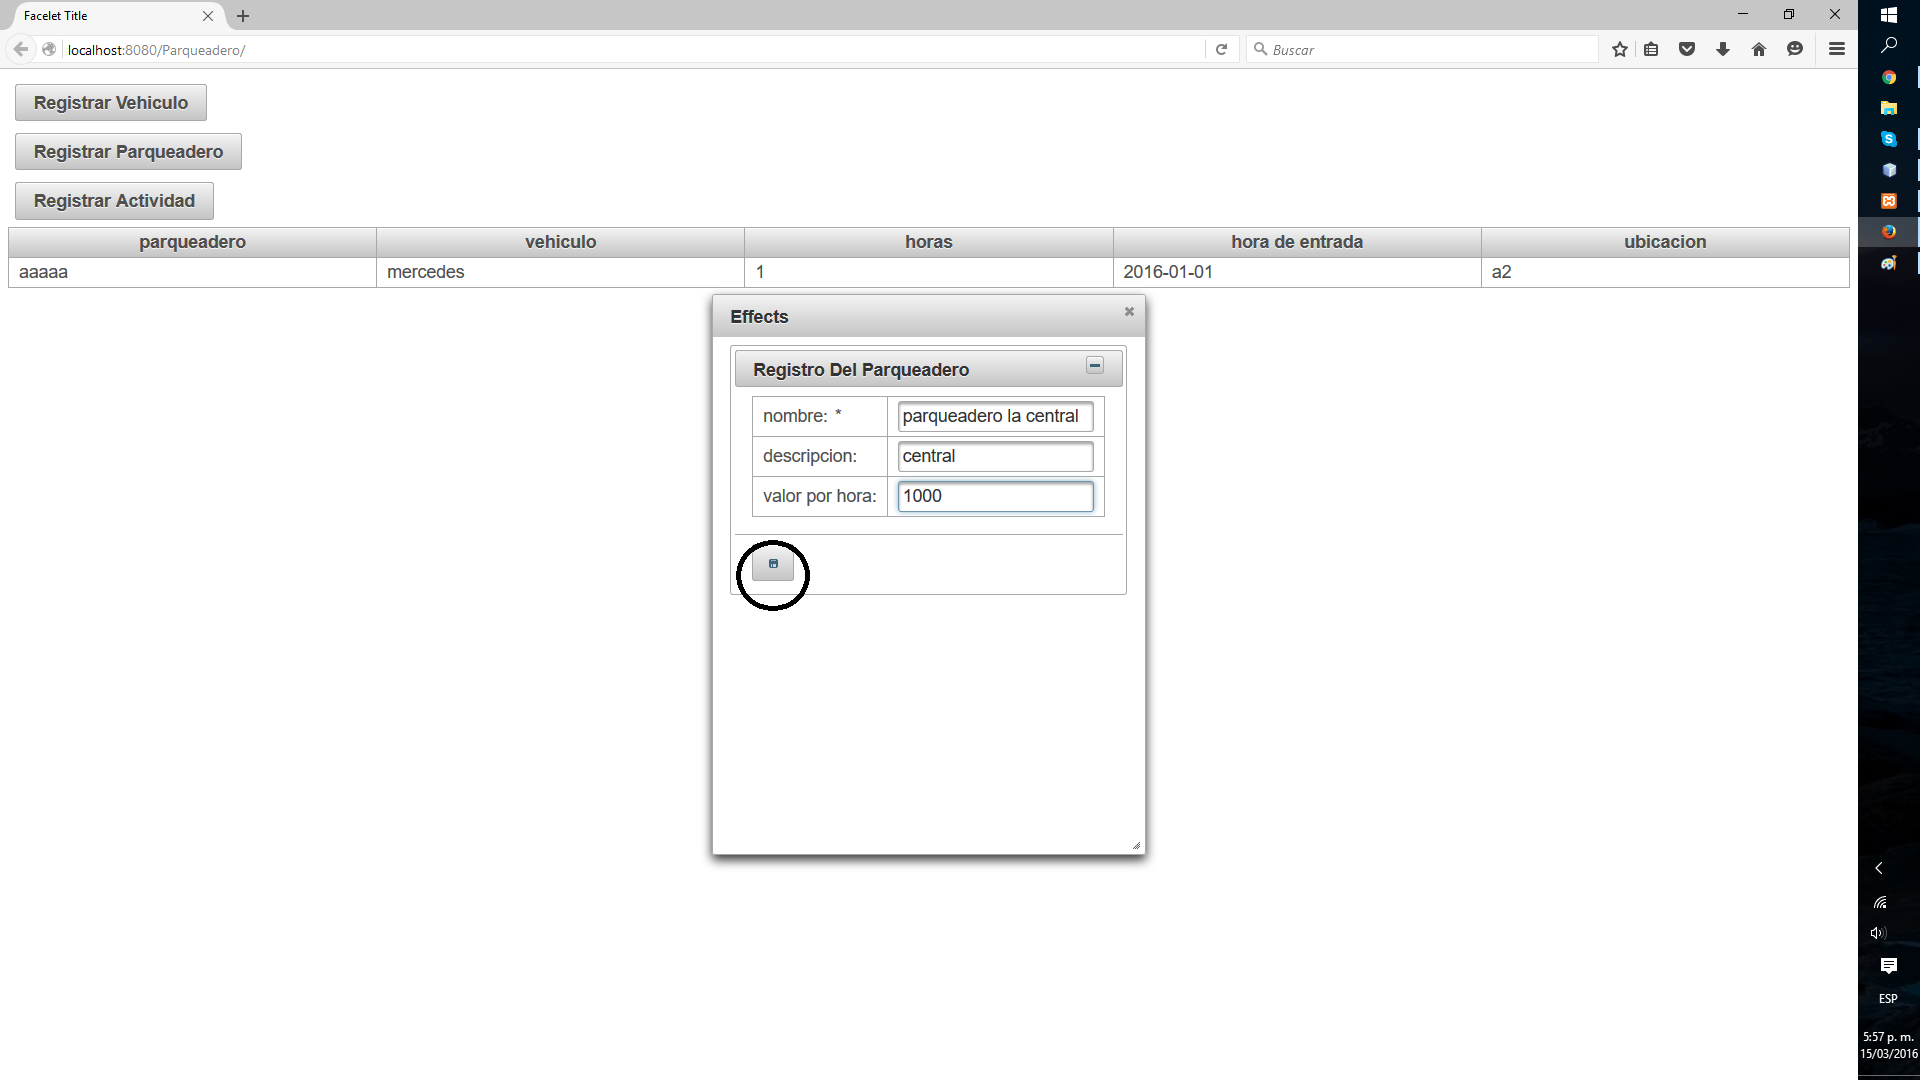 Facelet Title
localhost:8080/Parqueadero/
Buscar
Registrar Vehiculo
Registrar Parqueadero
Registrar Actividad
parqueadero vehiculo horas hora de entrada ubicacion
aaaaa mercedes 1 2016-01-01 a2
Effects
Registro Del Parqueadero
nombre: * parqueadero la central
descripcion: central
valor por hora: 1000
ESP
5:57 p. m.
15/03/2016